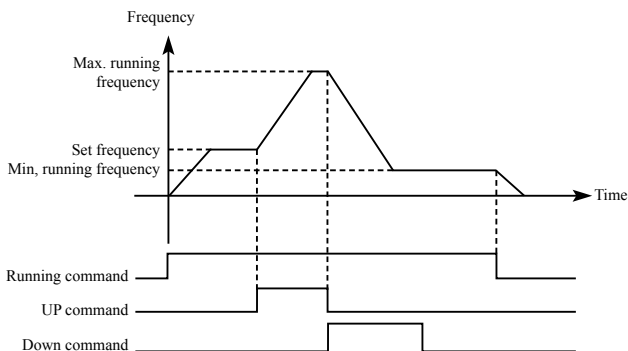 Frequency
Max. running
frequency
Set frequency
Min, running frequency
Time
Running command
UP command
Down command